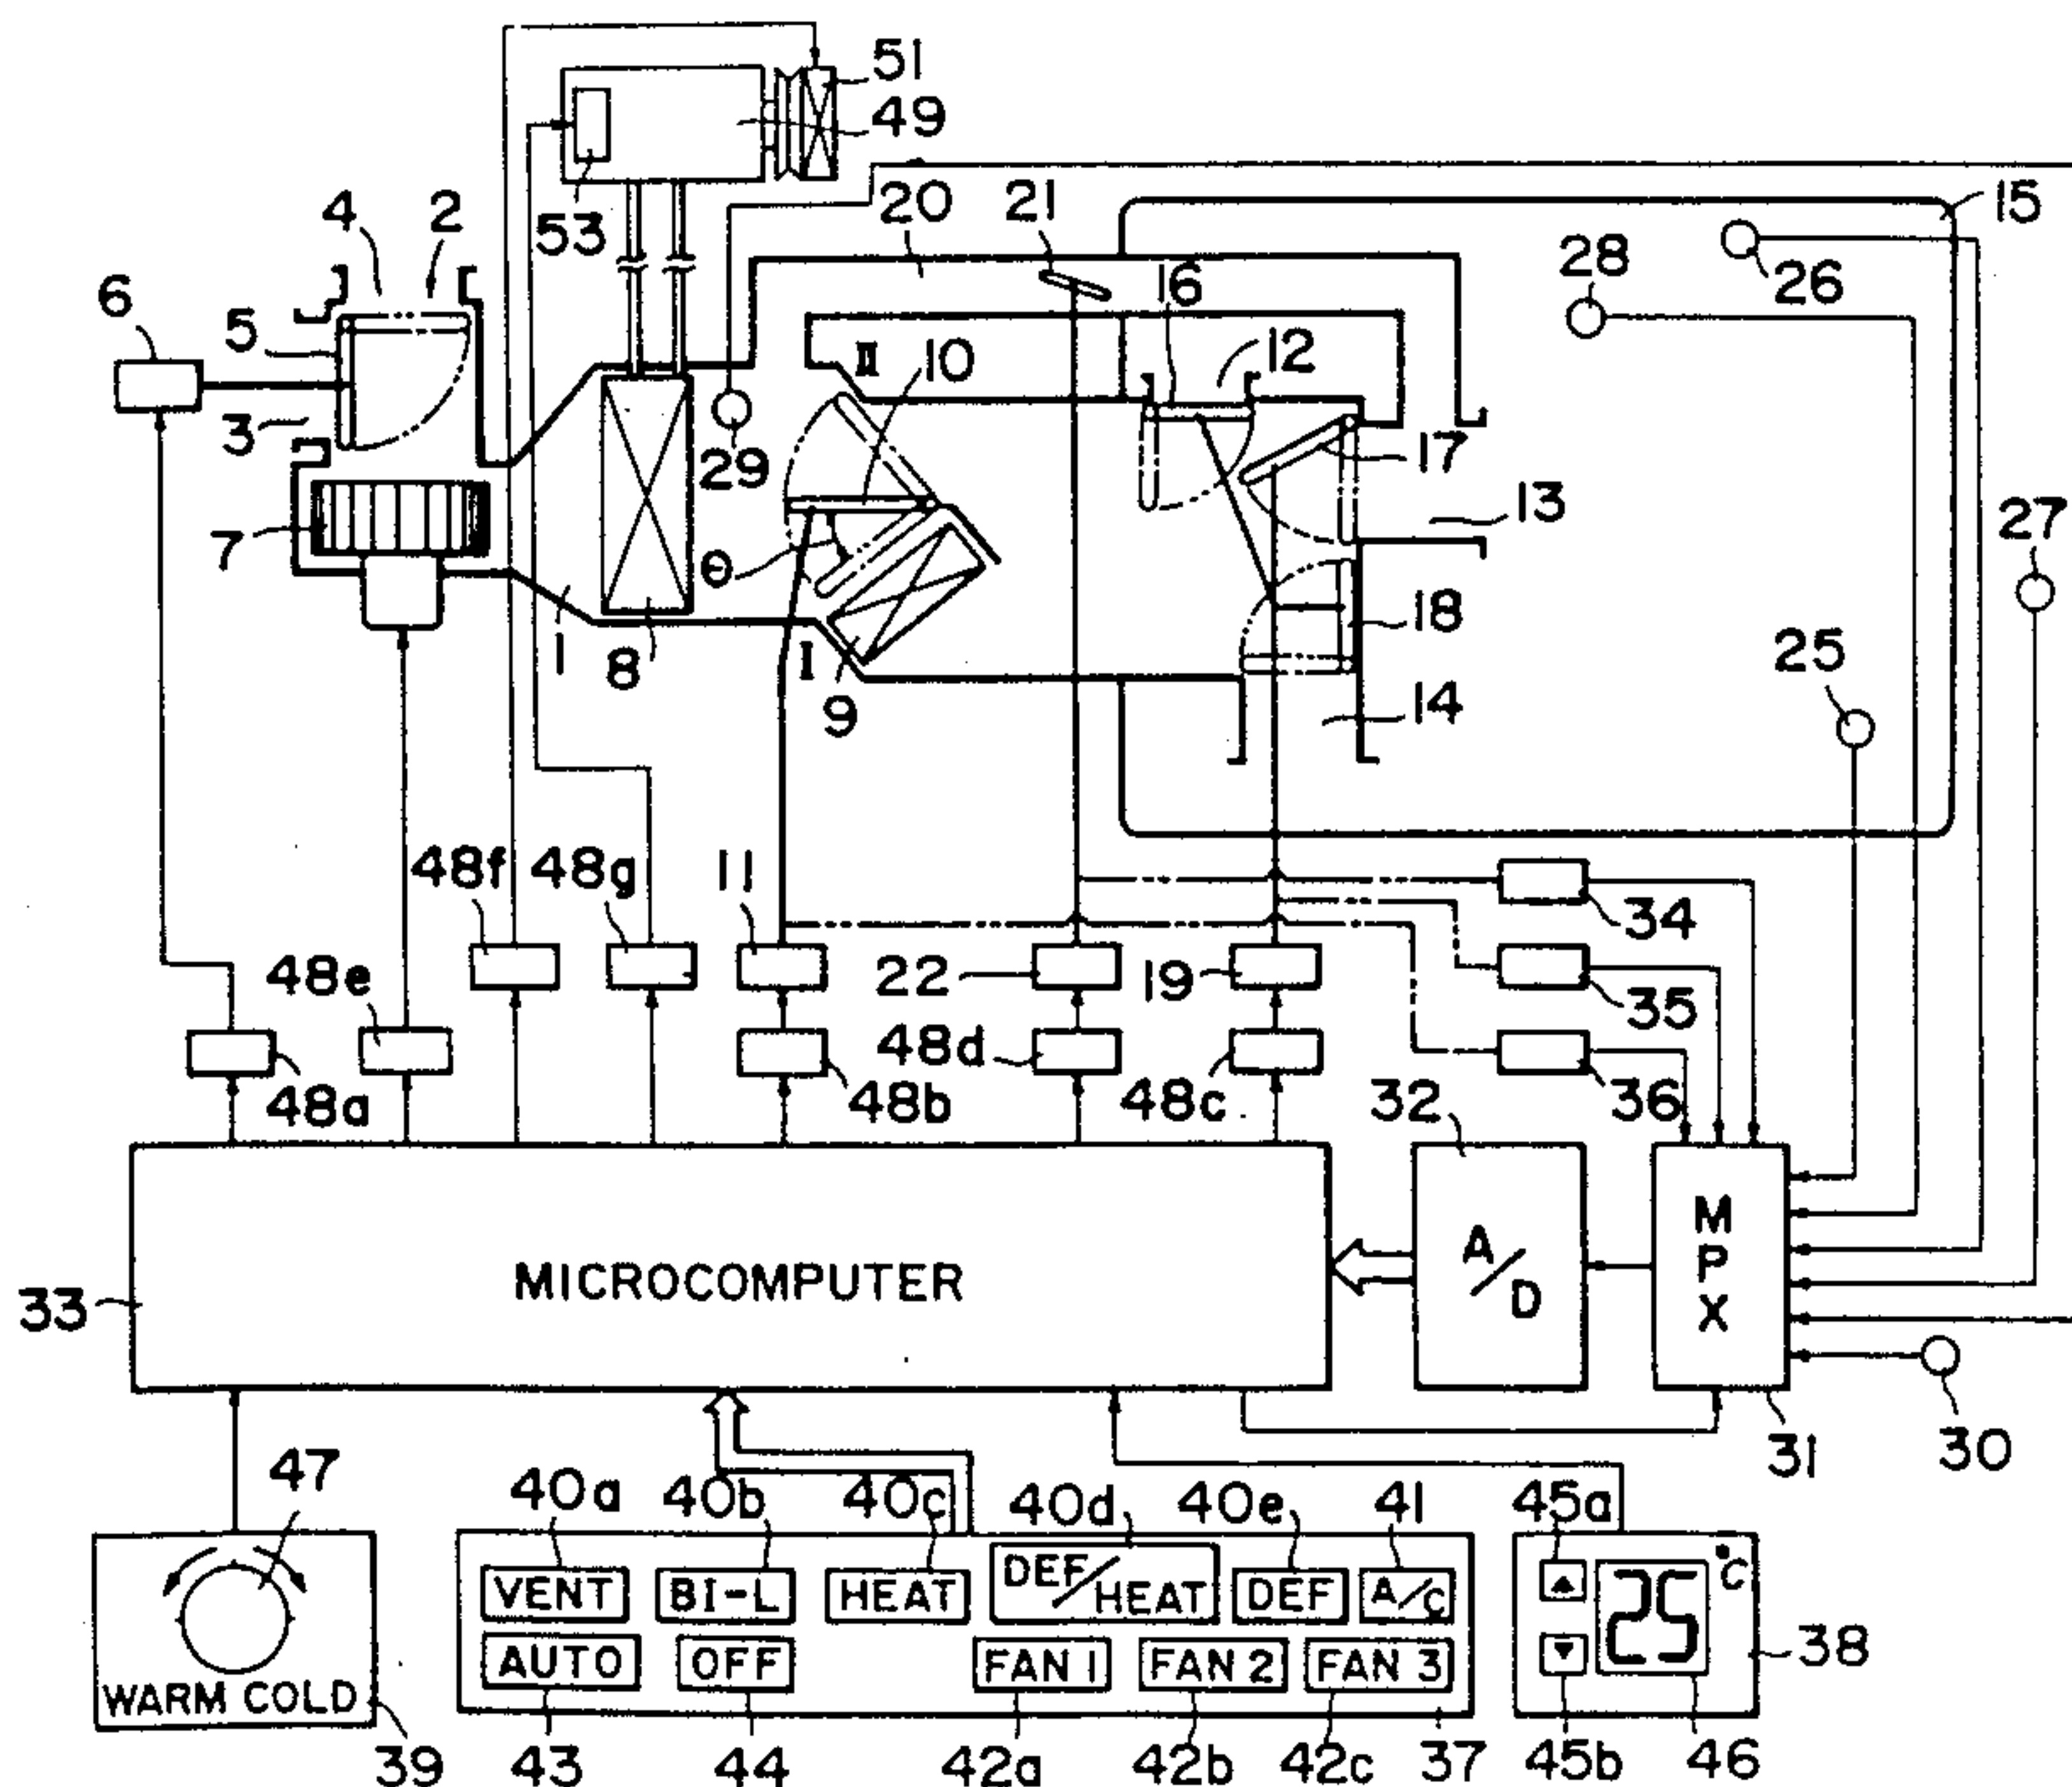 51
49
4 2
53
20 21
15
6
5
16
28
26
II 10
12
3
29
17
7
θ
13
27
1 8 I
9
18
25
14
48f 48g 11
34
48e
22 19
35
48a
48b
48d
48c
36
32
33
MICROCOMPUTER
A/D
MPX
31 30
47
40a 40b 40c 40d 40e 41 45a
VENT BI-L HEAT DEF/HEAT DEF A/C
25 °C
AUTO OFF FAN 1 FAN 2 FAN 3
38
WARM COLD
39 43 44 42a 42b 42c 37 45b 46